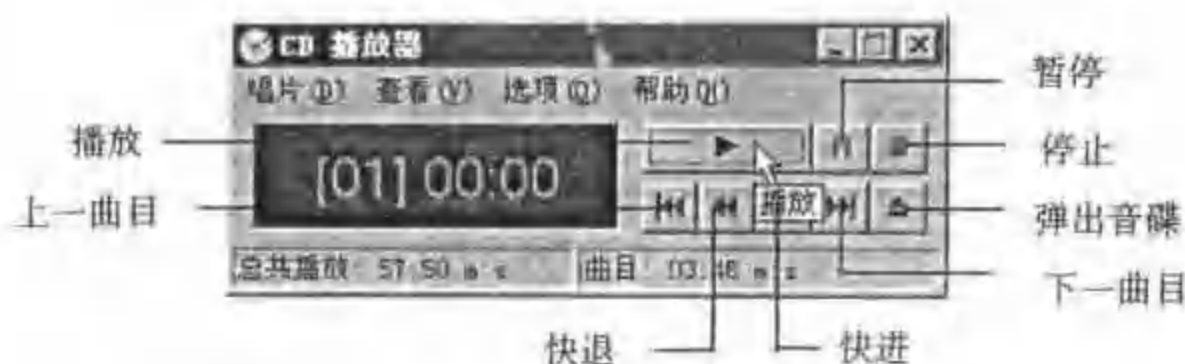 CD 播放器
唱片(D) 查看(V) 选项(O) 帮助(H)
暂停
播放
[01] 00:00
停止
上一曲目
播放
弹出音碟
总共播放: 57:50 m:s 曲目: 03:46 m:s
下一曲目
快退
快进